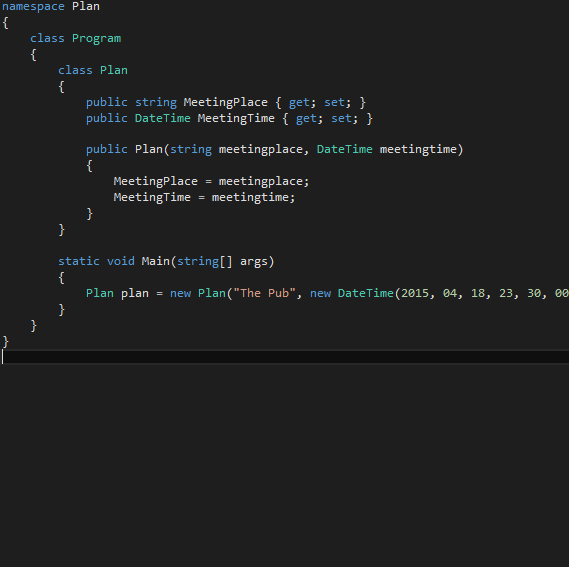 namespace Plan
{
    class Program
    {
        class Plan
        {
            public string MeetingPlace { get; set; }
            public DateTime MeetingTime { get; set; }

            public Plan(string meetingplace, DateTime meetingtime)
            {
                MeetingPlace = meetingplace;
                MeetingTime = meetingtime;
            }
        }

        static void Main(string[] args)
        {
            Plan plan = new Plan("The Pub", new DateTime(2015, 04, 18, 23, 30, 00
        }
    }
}